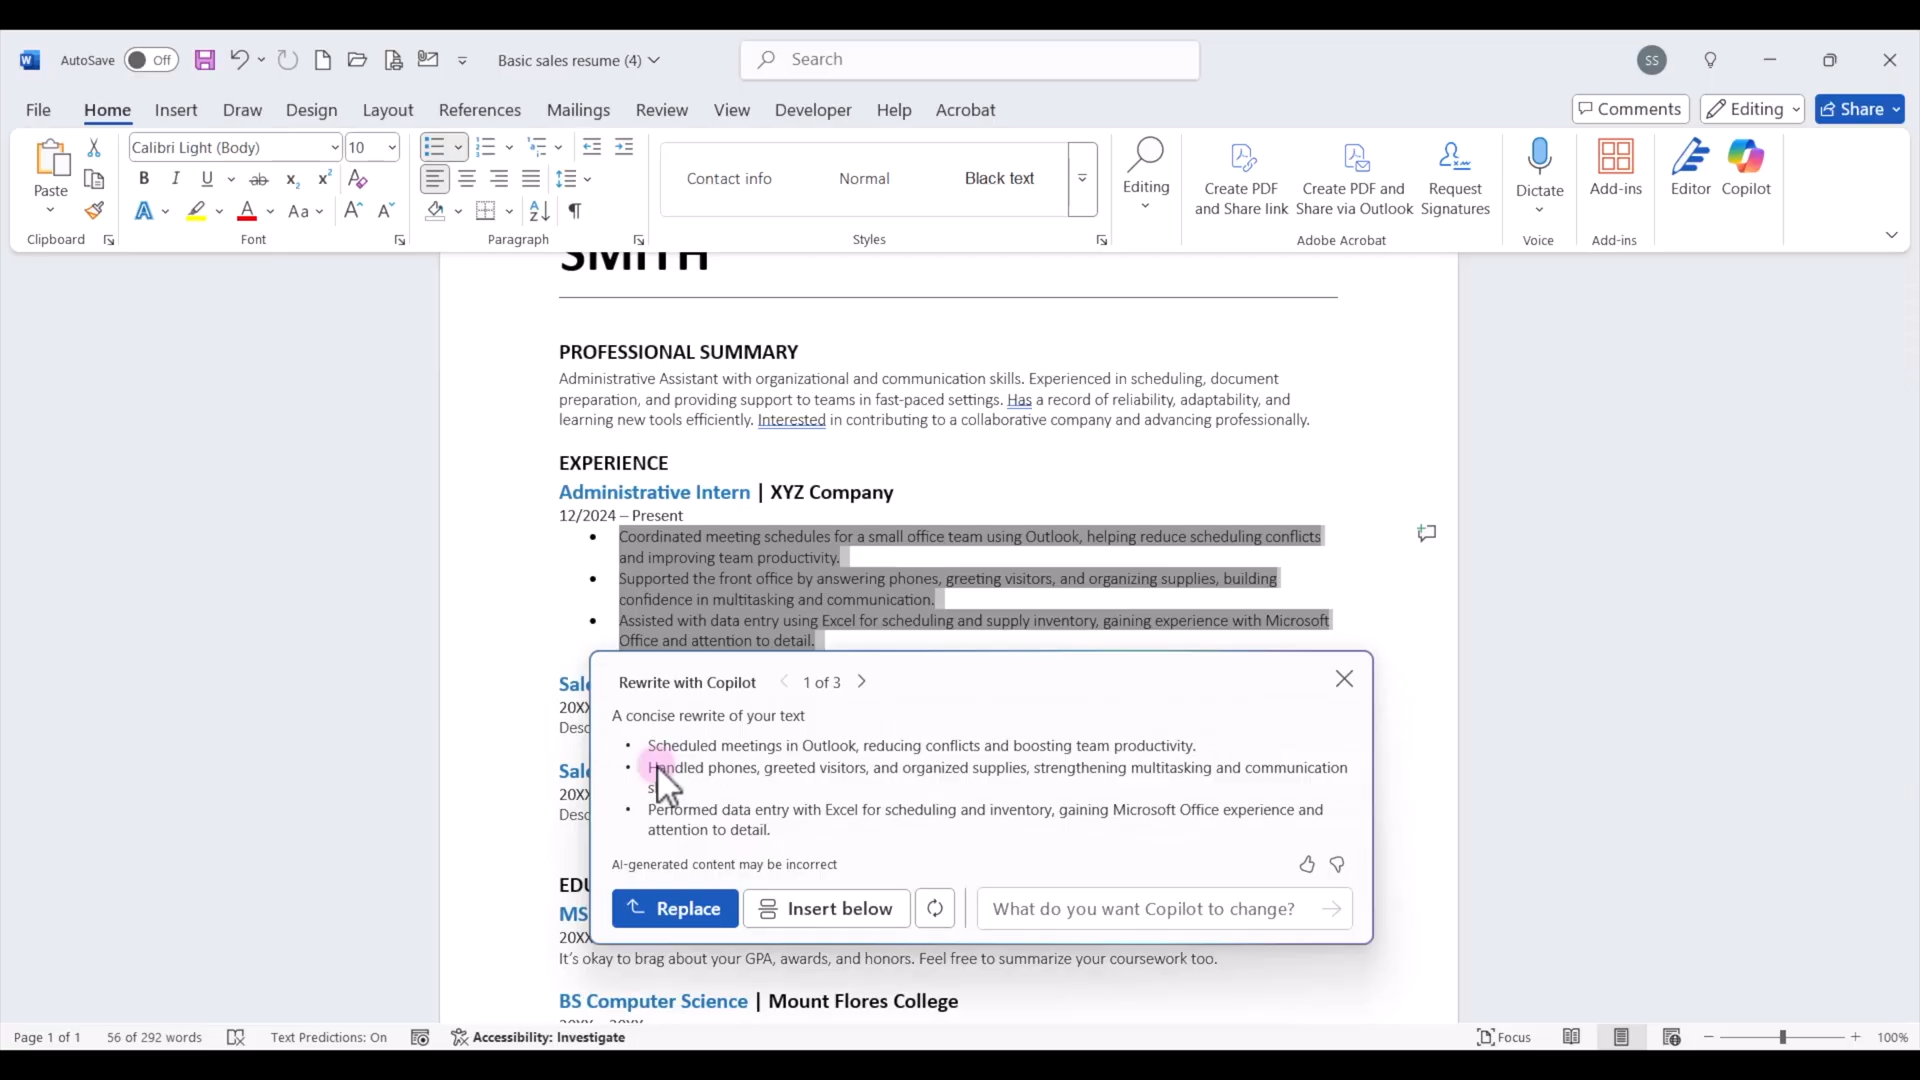 AutoSave Off Basic sales resume (4) Search SS
File Home Insert Draw Design Layout References Mailings Review View Developer Help Acrobat Comments Editing Share
Paste Calibri Light (Body) 10 Contact info Normal Black text Editing Create PDF and Share link Create PDF and Share via Outlook Request Signatures Dictate Add-ins Editor Copilot
Clipboard Font Paragraph Styles Adobe Acrobat Voice Add-ins
SMITH
PROFESSIONAL SUMMARY
Administrative Assistant with organizational and communication skills. Experienced in scheduling, document
preparation, and providing support to teams in fast-paced settings. Has a record of reliability, adaptability, and
learning new tools efficiently. Interested in contributing to a collaborative company and advancing professionally.
EXPERIENCE
Administrative Intern | XYZ Company
12/2024 – Present
• Coordinated meeting schedules for a small office team using Outlook, helping reduce scheduling conflicts
and improving team productivity.
• Supported the front office by answering phones, greeting visitors, and organizing supplies, building
confidence in multitasking and communication.
• Assisted with data entry using Excel for scheduling and supply inventory, gaining experience with Microsoft
Office and attention to detail.
Rewrite with Copilot 1 of 3
A concise rewrite of your text
• Scheduled meetings in Outlook, reducing conflicts and boosting team productivity.
• Handled phones, greeted visitors, and organized supplies, strengthening multitasking and communication
• Performed data entry with Excel for scheduling and inventory, gaining Microsoft Office experience and
attention to detail.
AI-generated content may be incorrect
Replace Insert below What do you want Copilot to change?
Sale
20XX
Desc
Sale
20XX
Desc
EDU
MS
20XX
It's okay to brag about your GPA, awards, and honors. Feel free to summarize your coursework too.
BS Computer Science | Mount Flores College
Page 1 of 1 56 of 292 words Text Predictions: On Accessibility: Investigate Focus 100%